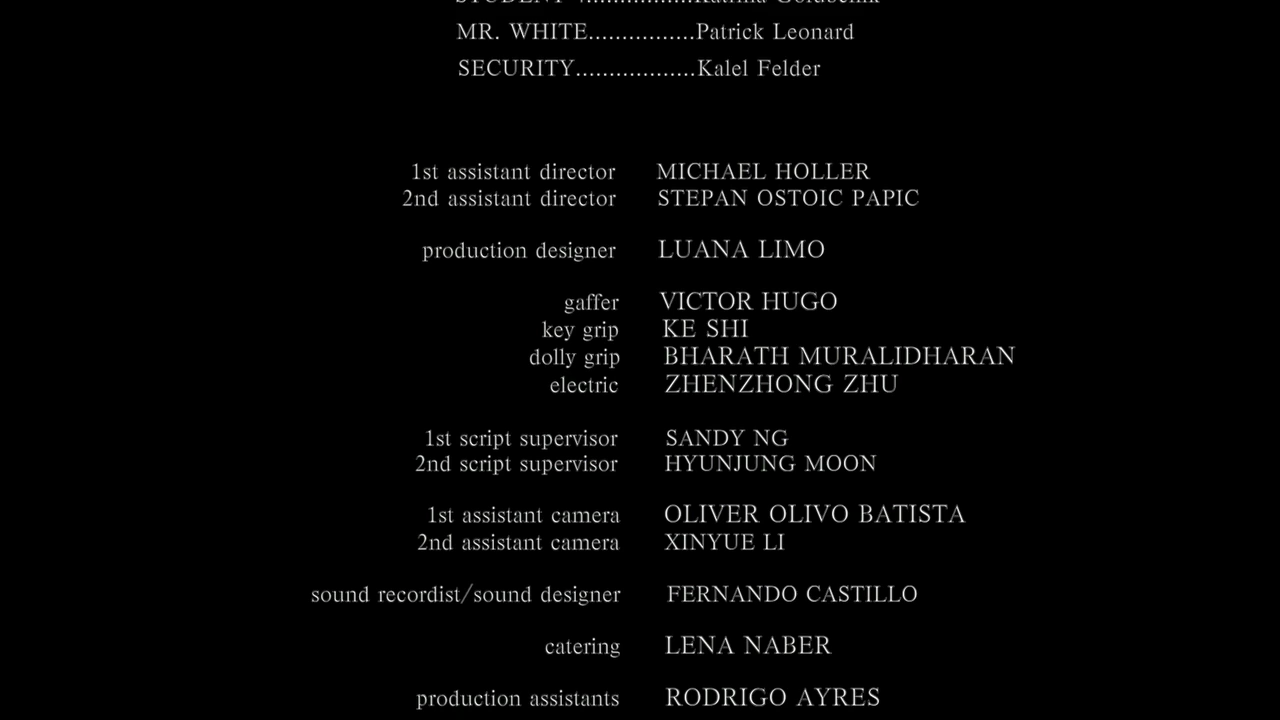 MR. WHITE................Patrick Leonard
SECURITY..................Kalel Felder
1st assistant director MICHAEL HOLLER
2nd assistant director STEPAN OSTOIC PAPIC
production designer LUANA LIMO
gaffer VICTOR HUGO
key grip KE SHI
dolly grip BHARATH MURALIDHARAN
electric ZHENZHONG ZHU
1st script supervisor SANDY NG
2nd script supervisor HYUNJUNG MOON
1st assistant camera OLIVER OLIVO BATISTA
2nd assistant camera XINYUE LI
sound recordist/sound designer FERNANDO CASTILLO
catering LENA NABER
production assistants RODRIGO AYRES